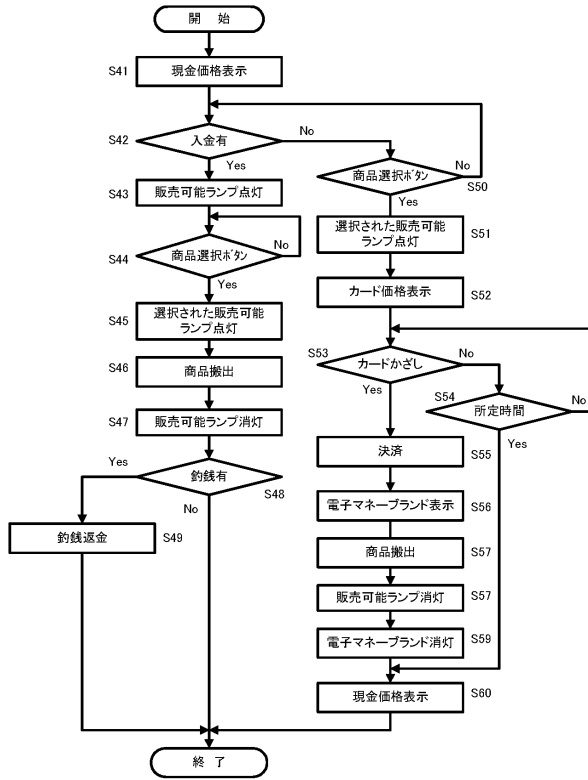 開 始
S41
現金価格表示
S42
入金有
No
Yes
S43
販売可能ランプ点灯
商品選択ボタン
No
S50
Yes
S44
商品選択ボタン
No
Yes
選択された販売可能
ランプ点灯
S51
カード価格表示
S52
S45
選択された販売可能
ランプ点灯
S46
商品搬出
S53
カードかざし
No
Yes
S54
所定時間
No
Yes
S47
販売可能ランプ消灯
決済
S55
Yes
釣銭有
S48
No
電子マネーブランド表示
S56
釣銭返金
S49
商品搬出
S57
販売可能ランプ消灯
S57
電子マネーブランド消灯
S59
現金価格表示
S60
終 了